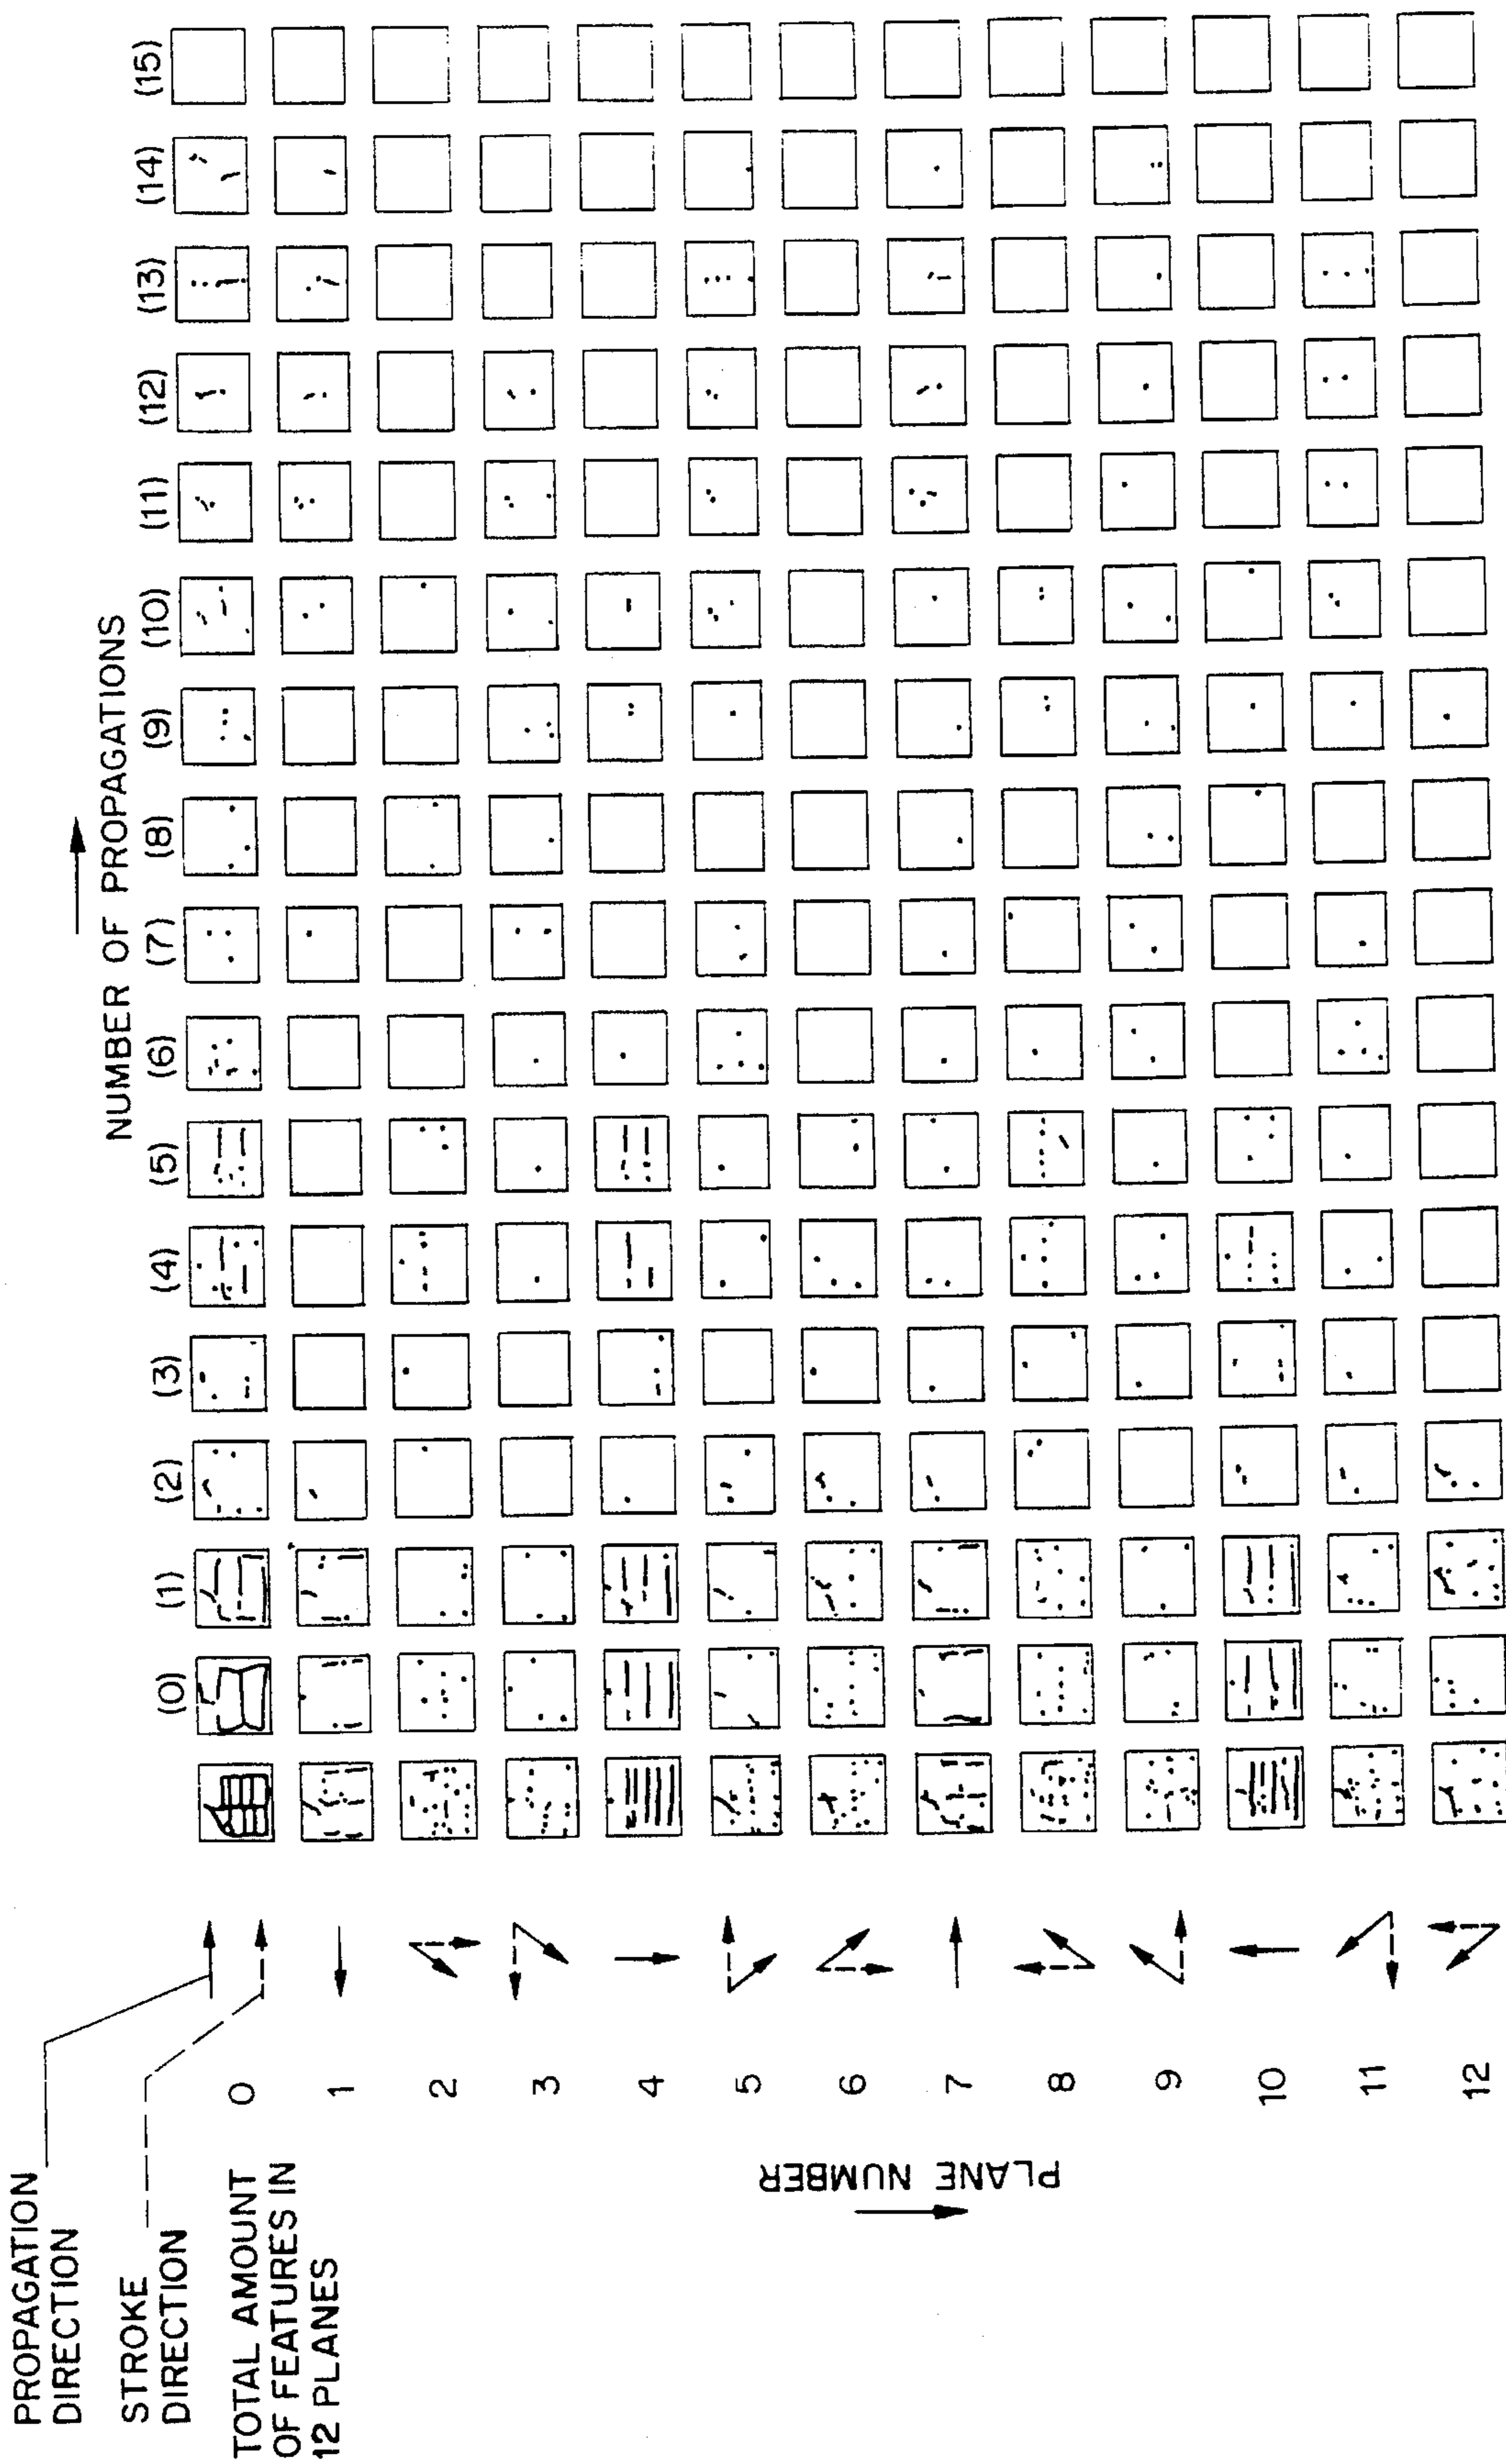 PROPAGATION
DIRECTION
STROKE
DIRECTION
TOTAL AMOUNT
OF FEATURES IN
12 PLANES
NUMBER OF PROPAGATIONS
(0) (1) (2) (3) (4) (5) (6) (7) (8) (9) (10) (11) (12) (13) (14) (15)
PLANE NUMBER
0
1
2
3
4
5
6
7
8
9
10
11
12